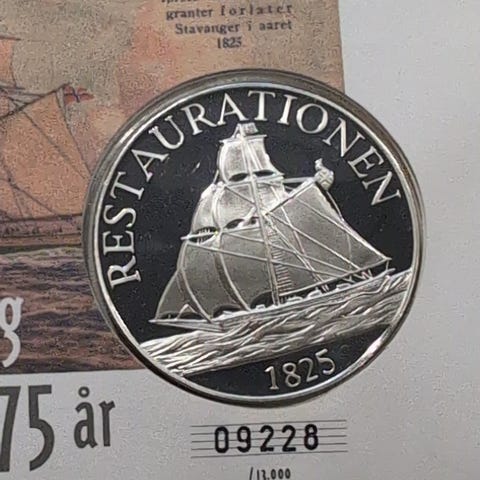 granter forlater
Stavanger i aaret
1825.
RESTAURATIONEN
1825
g
75 år
09228
/13.000